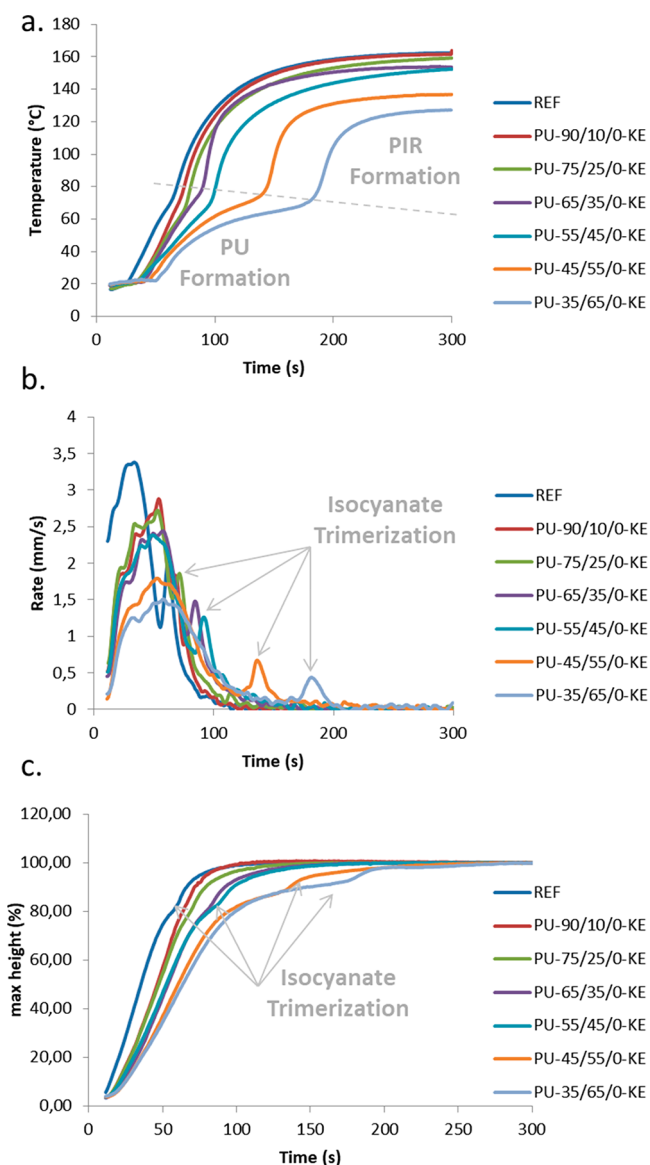 a.
180
160
140
120
100
80
60
40
20
0
Temperature (°C)
0
100
200
300
Time (s)
PIR
Formation
PU
Formation
REF
PU-90/10/0-KE
PU-75/25/0-KE
PU-65/35/0-KE
PU-55/45/0-KE
PU-45/55/0-KE
PU-35/65/0-KE
b.
4
3,5
3
2,5
2
1,5
1
0,5
0
Rate (mm/s)
0
100
200
300
Time (s)
Isocyanate
Trimerization
REF
PU-90/10/0-KE
PU-75/25/0-KE
PU-65/35/0-KE
PU-55/45/0-KE
PU-45/55/0-KE
PU-35/65/0-KE
c.
120,00
100,00
80,00
60,00
40,00
20,00
0,00
max height (%)
0
50
100
150
200
250
300
Time (s)
Isocyanate
Trimerization
REF
PU-90/10/0-KE
PU-75/25/0-KE
PU-65/35/0-KE
PU-55/45/0-KE
PU-45/55/0-KE
PU-35/65/0-KE